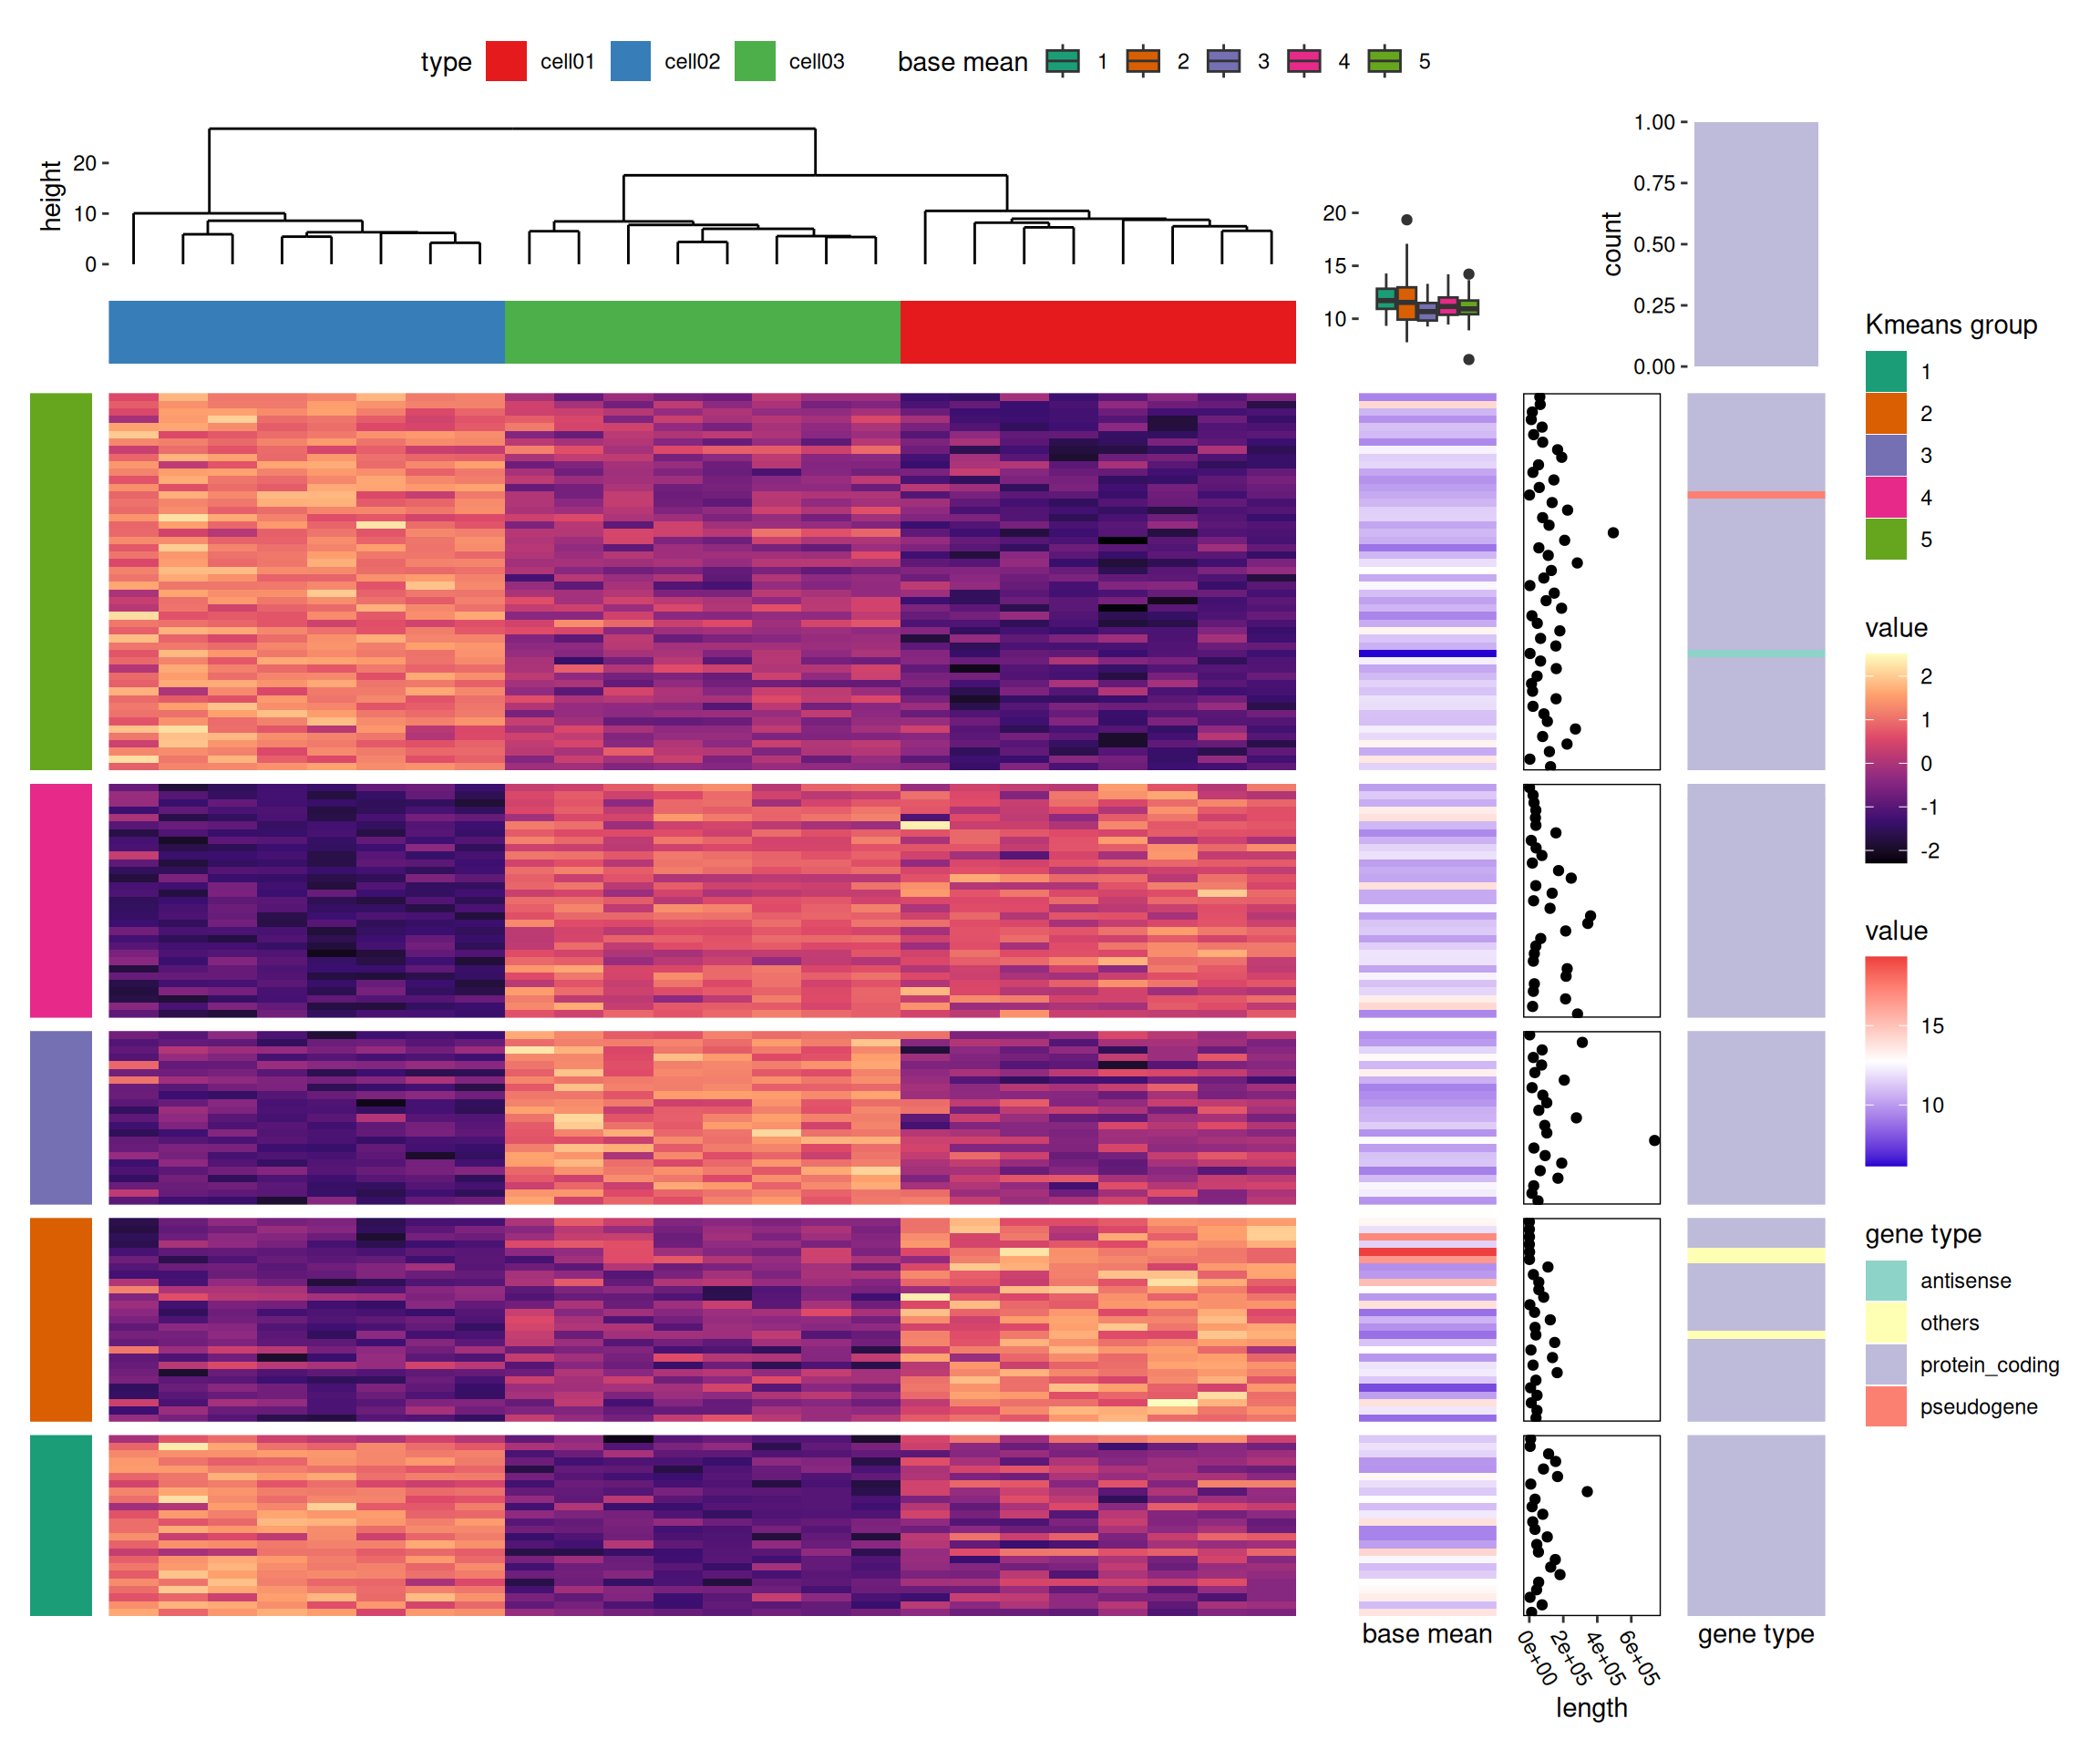 type cell01 cell02 cell03 base mean 1 2 3 4 5
height
20
10
0
20
15
10
count
1.00
0.75
0.50
0.25
0.00
Kmeans group
1
2
3
4
5
value
2
1
0
-1
-2
value
15
10
gene type
antisense
others
protein_coding
pseudogene
base mean
0e+00
2e+05
4e+05
6e+05
length
gene type